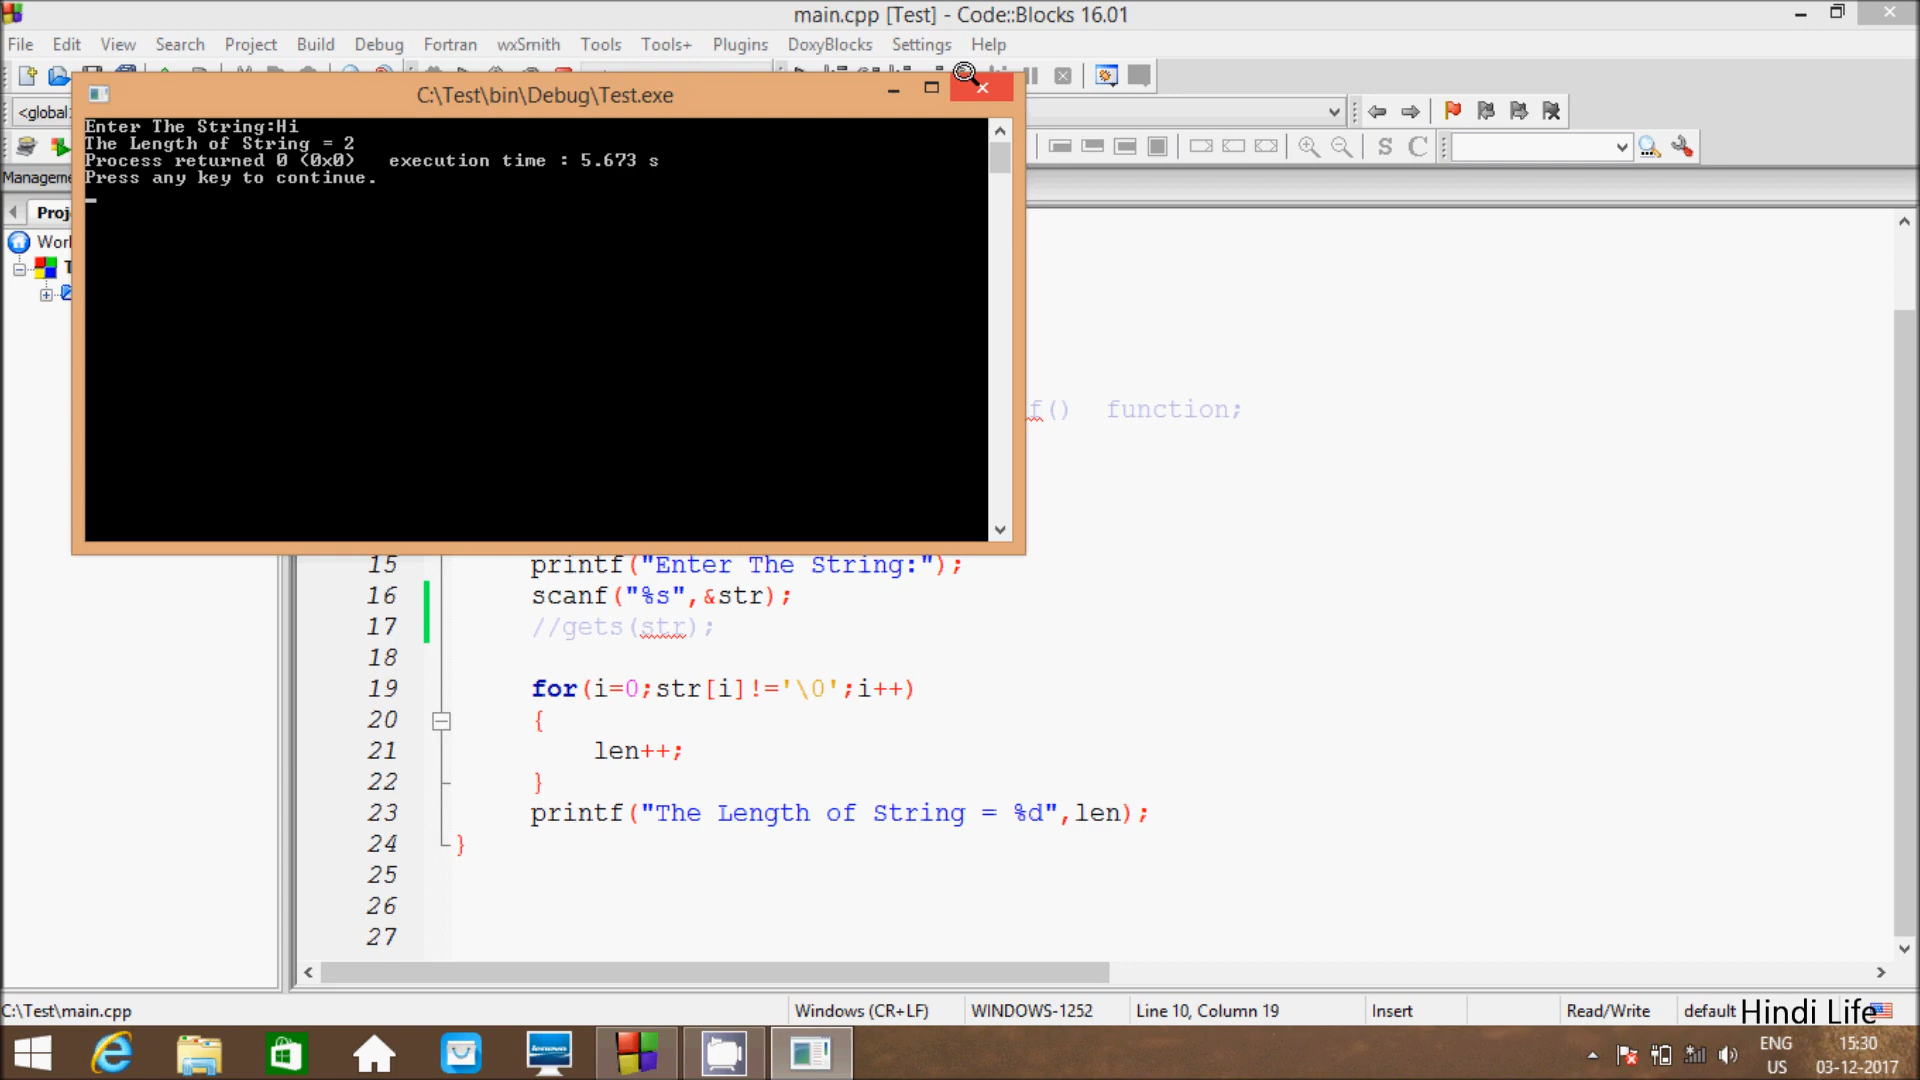 main.cpp [Test] - Code::Blocks 16.01
File Edit View Search Project Build Debug Fortran wxSmith Tools Tools+ Plugins DoxyBlocks Settings Help
C:\Test\bin\Debug\Test.exe
<global>
Enter The String:Hi
The Length of String = 2
Process returned 0 (0x0)   execution time : 5.673 s
Press any key to continue.
S C
f()  function;
15 printf("Enter The String:");
16 scanf("%s",&str);
17 //gets(str);
18
19 for(i=0;str[i]!='\0';i++)
20 {
21 len++;
22 }
23 printf("The Length of String = %d",len);
24 }
25
26
27
C:\Test\main.cpp Windows (CR+LF) WINDOWS-1252 Line 10, Column 19 Insert Read/Write default
Hindi Life
ENG 15:30
US 03-12-2017